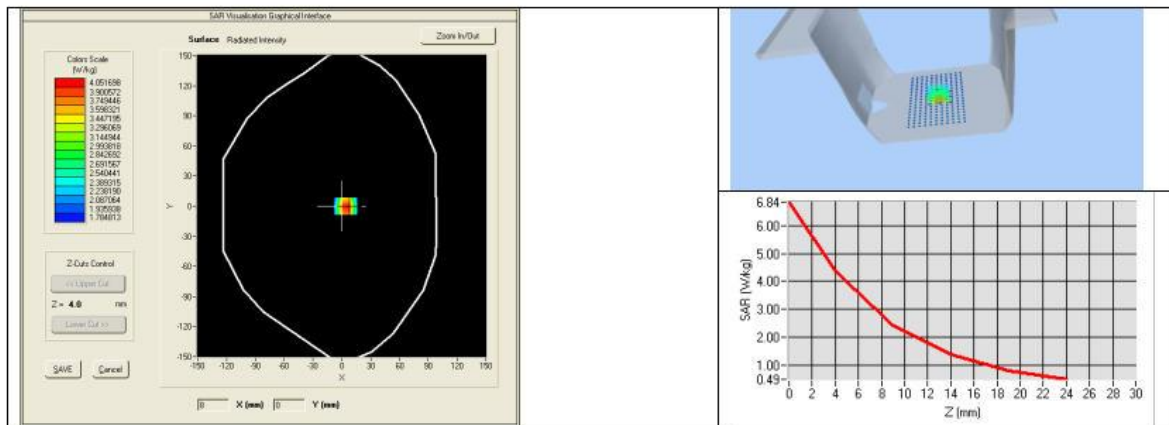 SAR Visualisation Graphical Interface
Surface Radiated Intensity
Zoom In/Out
Colors Scale
(W/kg)
4.051698
3.900572
3.749446
3.598321
3.447195
3.296069
3.144944
2.993818
2.842692
2.691567
2.540441
2.389315
2.238190
2.087064
1.935938
1.784813
Z-Cuts Control
<< Upper Cut
Z = 4.0 mm
Lower Cut >>
SAVE Cancel
150
120
90
60
30
0
-30
-60
-90
-120
-150
Y
-150 -120 -90 -60 -30 0 30 60 90 120 150
X
8 X (mm) 0 Y (mm)
6.84
6.00
4.00
3.00
2.00
1.00
0.49
SAR (W/kg)
0 2 4 6 8 10 12 14 16 18 20 22 24 26 28 30
Z (mm)